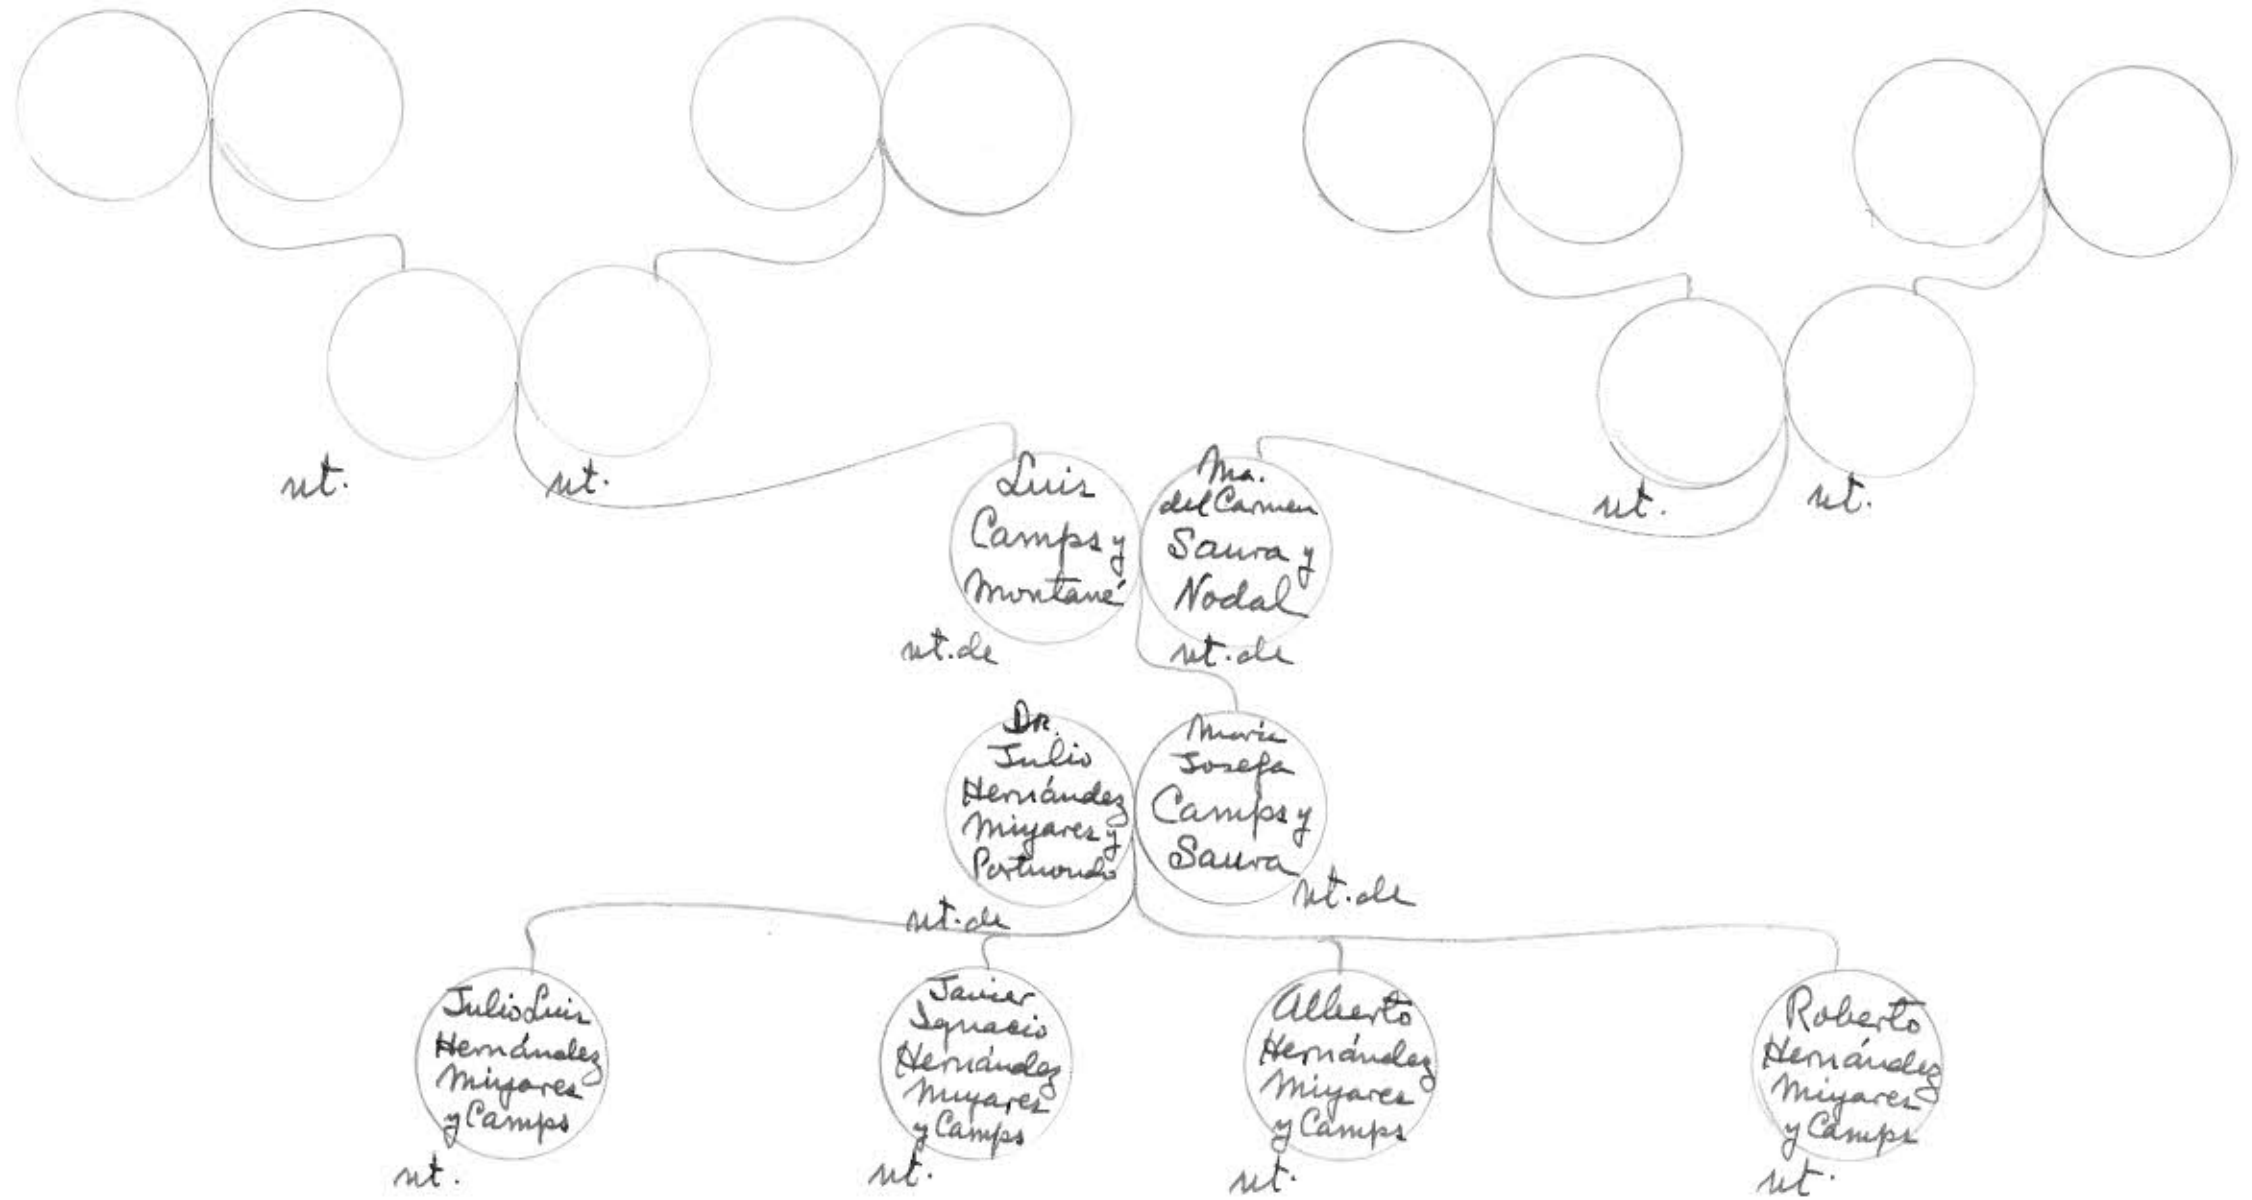 nt.
nt.
nt.
nt.
Luis
Camps y
Montané
nt. de
Ma.
del Carmen
Saura y
Nodal
nt. de
Dr.
Julio
Hernández
Miyares y
Portuondo
nt. de
María
Josefa
Camps y
Saura
nt. de
Julio Luis
Hernández
Miyares
y Camps
nt.
Javier
Ignacio
Hernández
Miyares
y Camps
nt.
Alberto
Hernández
Miyares
y Camps
nt.
Roberto
Hernández
Miyares
y Camps
nt.